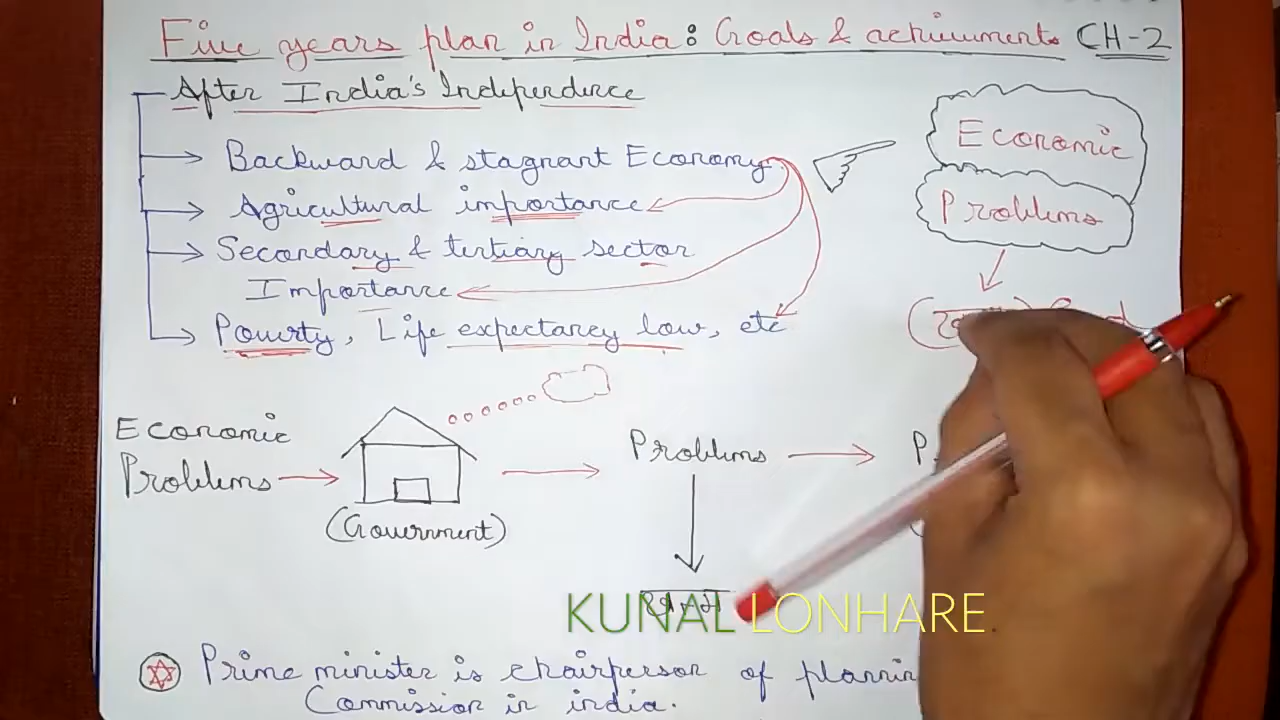 Five years plan in India: Goals & achivements CH-2
After India's Independence
Backward & stagnant Economy
Agricultural importance
Secondary & tertiary sector
Importance
Poverty, Life expectancy low, etc
Economic
Problems
Economic
Problems
(Government)
Problems
P
KUNAL LONHARE
Prime minister is chairperson of plannin
Commission in india.